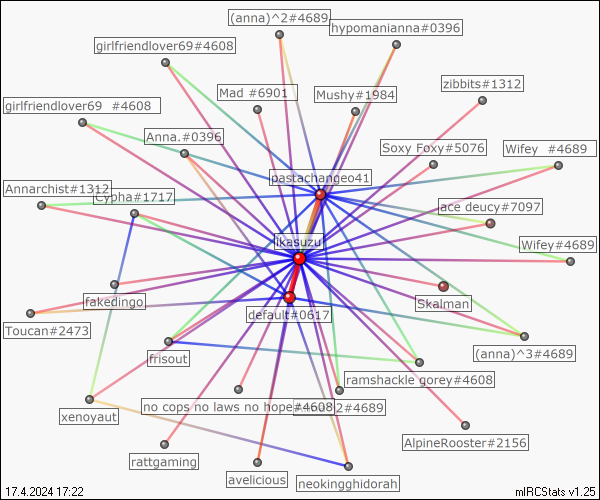 (anna)^2#4689
hypomanianna#0396
girlfriendlover69#4608
zibbits#1312
Mad #6901
Mushy#1984
girlfriendlover69 #4608
Anna.#0396
Soxy Foxy#5076
Wifey #4689
pastachangeo41
Annarchist#1312
Cypha#1717
ace deucy#7097
ikasuzu
Wifey#4689
fakedingo
Skalman
default#0617
Toucan#2473
frisout
(anna)^3#4689
ramshackle gorey#4608
no cops no laws no hope#4608
2#4689
xenoyaut
AlpineRooster#2156
rattgaming
avelicious
neokingghidorah
17.4.2024 17:22
mIRCStats v1.25